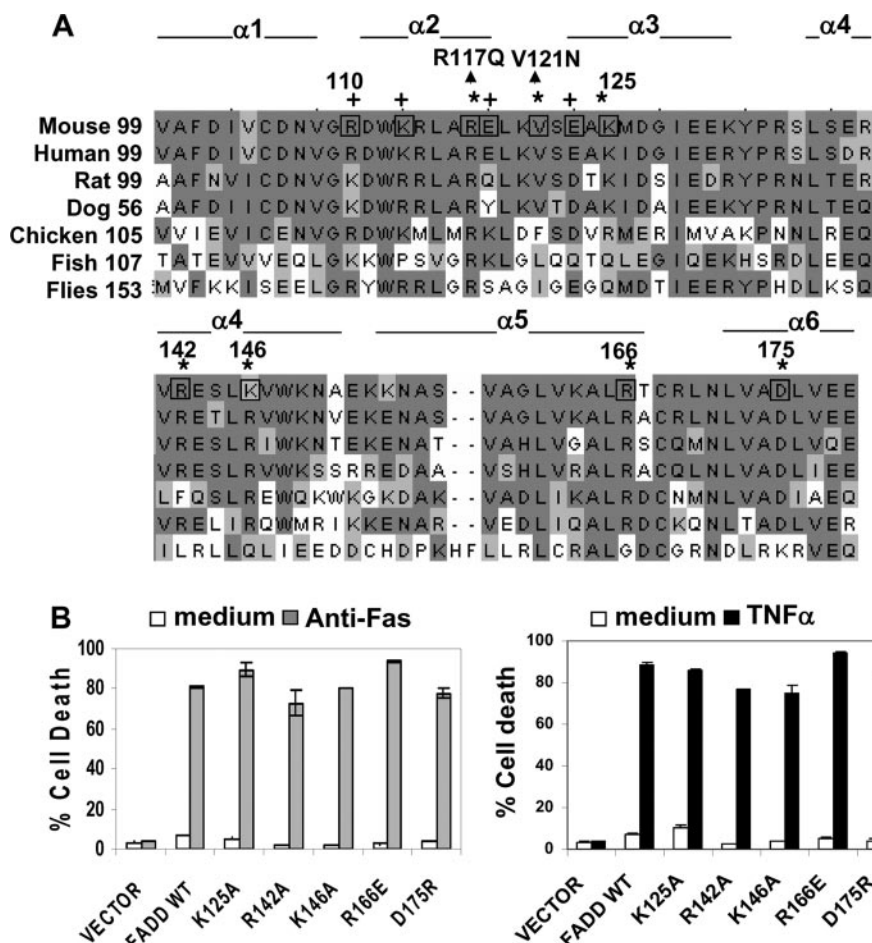 A
α1 α2 α3 α4
R117Q V121N
110 125
+ + * + * + *
Mouse 99 VAFDIVCDNVGRDWKRLARELKVSEAKMDGIEEKYPRSLSER
Human 99 VAFDIVCDNVGRDWKRLARELKVSEAKMDGIEEKYPRSLSDR
Rat 99 AAFNVICDNVGKDWRRLARQLKVSDTKIDSIEDRYPRNLTER
Dog 56 AAFDIVCDNVGKDWRRLARYLKVTDAKIDAIEERYPRNLTEQ
Chicken 105 VVIEVICENVGRDWKMLMRKLDFSDVRMERIMVAKPNNLREQ
Fish 107 TATEVVVEQLGKKWPSVGRKLGLQQTQLEGIQEKHSRDLEEQ
Flies 153 MVFKKISEELGRYWRRLGRSAGIGEGQMDTIEERYPHDLKSQ
α4 α5 α6
142 146 166 175
* * * *
VRESLKVWKNAEKKNAS--VAGLVKALRTCRLNLVADLVEE
VRETLRVWKNVEKENAS--VAGLVKALRACRLNLVADLVEE
VRESLRIWKNTEKENAT--VAHLVGALRSCQMNLVADLVQE
VRESLRVWKSSRREDAA--VSHLVRALRACQLNLVADLIEE
LFQSLREWQKWKGKDAK--VADLIKALRDCNMNLVADIAEQ
VRELIRQWMRIKKENAR--VEDLIQALRDCKQNLTADLVER
ILRLLQLIEEDDCHDPKHFLLRLCRALGDCGRNDLRKRVEQ
B
medium Anti-Fas
% Cell Death
100
80
60
40
20
0
VECTOR FADD WT K125A R142A K146A R166E D175R
medium TNFα
% Cell death
100
80
60
40
20
0
VECTOR FADD WT K125A R142A K146A R166E D175R